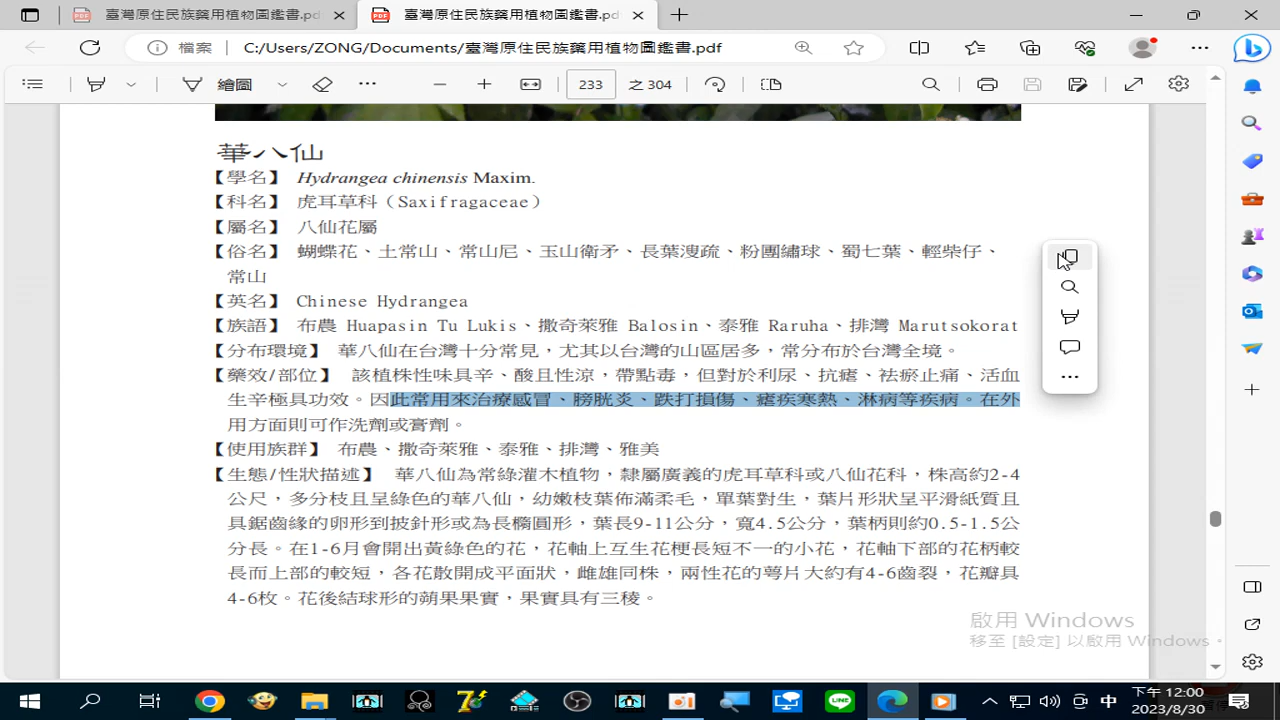 臺灣原住民族藥用植物圖鑑書.pdf
臺灣原住民族藥用植物圖鑑書.pdf
檔案
C:/Users/ZONG/Documents/臺灣原住民族藥用植物圖鑑書.pdf
繪圖
233 之 304
華八仙
【學名】 Hydrangea chinensis Maxim.
【科名】 虎耳草科（Saxifragaceae）
【屬名】 八仙花屬
【俗名】 蝴蝶花、土常山、常山尼、玉山衛矛、長葉溲疏、粉團繡球、蜀七葉、輕柴仔、
常山
【英名】 Chinese Hydrangea
【族語】 布農 Huapasin Tu Lukis、撒奇萊雅 Balosin、泰雅 Raruha、排灣 Marutsokorat
【分布環境】 華八仙在台灣十分常見，尤其以台灣的山區居多，常分布於台灣全境。
【藥效/部位】 該植株性味具辛、酸且性涼，帶點毒，但對於利尿、抗瘧、祛瘀止痛、活血
生辛極具功效。因此常用來治療感冒、膀胱炎、跌打損傷、瘧疾寒熱、淋病等疾病。在外
用方面則可作洗劑或膏劑。
【使用族群】 布農、撒奇萊雅、泰雅、排灣、雅美
【生態/性狀描述】 華八仙為常綠灌木植物，隸屬廣義的虎耳草科或八仙花科，株高約2-4
公尺，多分枝且呈綠色的華八仙，幼嫩枝葉佈滿柔毛，單葉對生，葉片形狀呈平滑紙質且
具鋸齒緣的卵形到披針形或為長橢圓形，葉長9-11公分，寬4.5公分，葉柄則約0.5-1.5公
分長。在1-6月會開出黃綠色的花，花軸上互生花梗長短不一的小花，花軸下部的花柄較
長而上部的較短，各花散開成平面狀，雌雄同株，兩性花的萼片大約有4-6齒裂，花瓣具
4-6枚。花後結球形的蒴果果實，果實具有三稜。
啟用 Windows
移至 [設定] 以啟用 Windows。
中
下午 12:00
2023/8/30